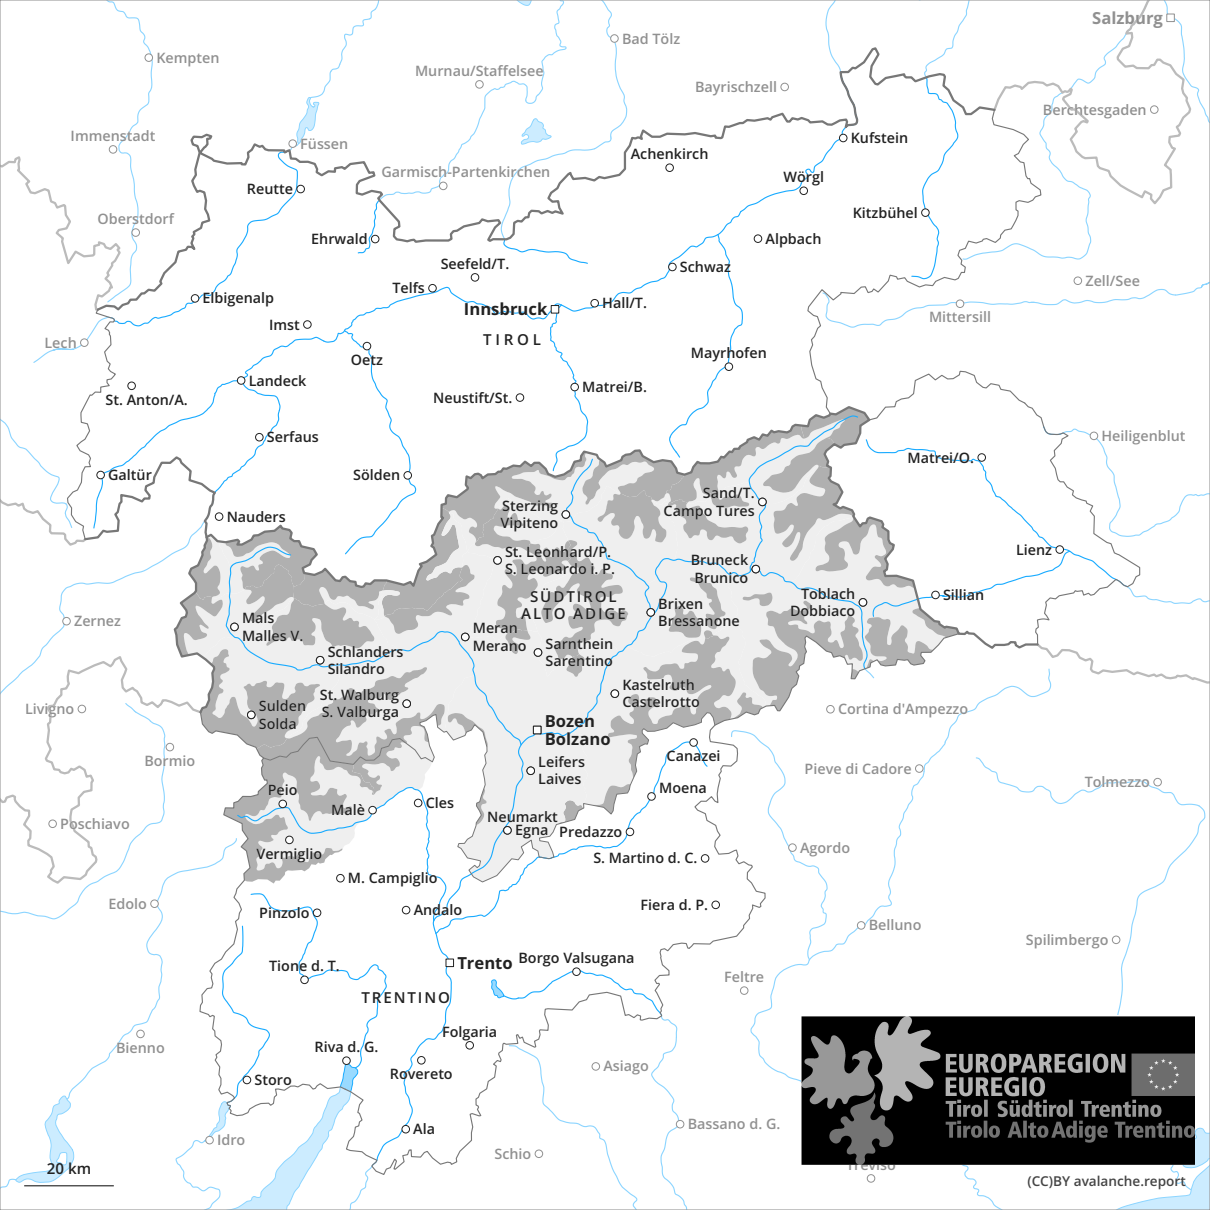 Salzburg
Bad Tölz
Kempten
Murnau/Staffelsee
Bayrischzell
Berchtesgaden
Immenstadt
Füssen
Kufstein
Achenkirch
Garmisch-Partenkirchen
Wörgl
Reutte
Oberstdorf
Kitzbühel
Ehrwald
Alpbach
Seefeld/T.
Schwaz
Zell/See
Telfs
Elbigenalp
Hall/T.
Innsbruck
Mittersill
Imst
TIROL
Lech
Oetz
Mayrhofen
Landeck
Matrei/B.
St. Anton/A.
Neustift/St.
Serfaus
Heiligenblut
Matrei/O.
Galtür
Sölden
Sand/T.
Campo Tures
Sterzing
Vipiteno
Nauders
St. Leonhard/P.
S. Leonardo i. P.
Lienz
Bruneck
Brunico
SÜDTIROL
ALTO ADIGE
Toblach
Dobbiaco
Sillian
Brixen
Bressanone
Zernez
Mals
Malles V.
Meran
Merano
Sarnthein
Sarentino
Schlanders
Silandro
Kastelruth
Castelrotto
St. Walburg
S. Valburga
Livigno
Sulden
Solda
Cortina d'Ampezzo
Bozen
Bolzano
Bormio
Canazei
Leifers
Laives
Pieve di Cadore
Tolmezzo
Peio
Moena
Malè
Cles
Neumarkt
Egna
Poschiavo
Predazzo
Vermiglio
S. Martino d. C.
Agordo
M. Campiglio
Edolo
Pinzolo
Andalo
Fiera d. P.
Belluno
Spilimbergo
Trento
Borgo Valsugana
Tione d. T.
Feltre
TRENTINO
Folgaria
Bienno
Riva d. G.
Asiago
Rovereto
Storo
EUROPAREGION
EUREGIO
Tirol Südtirol Trentino
Tirolo Alto Adige Trentino
Bassano d. G.
Ala
Idro
Schio
Treviso
20 km
(CC)BY avalanche.report